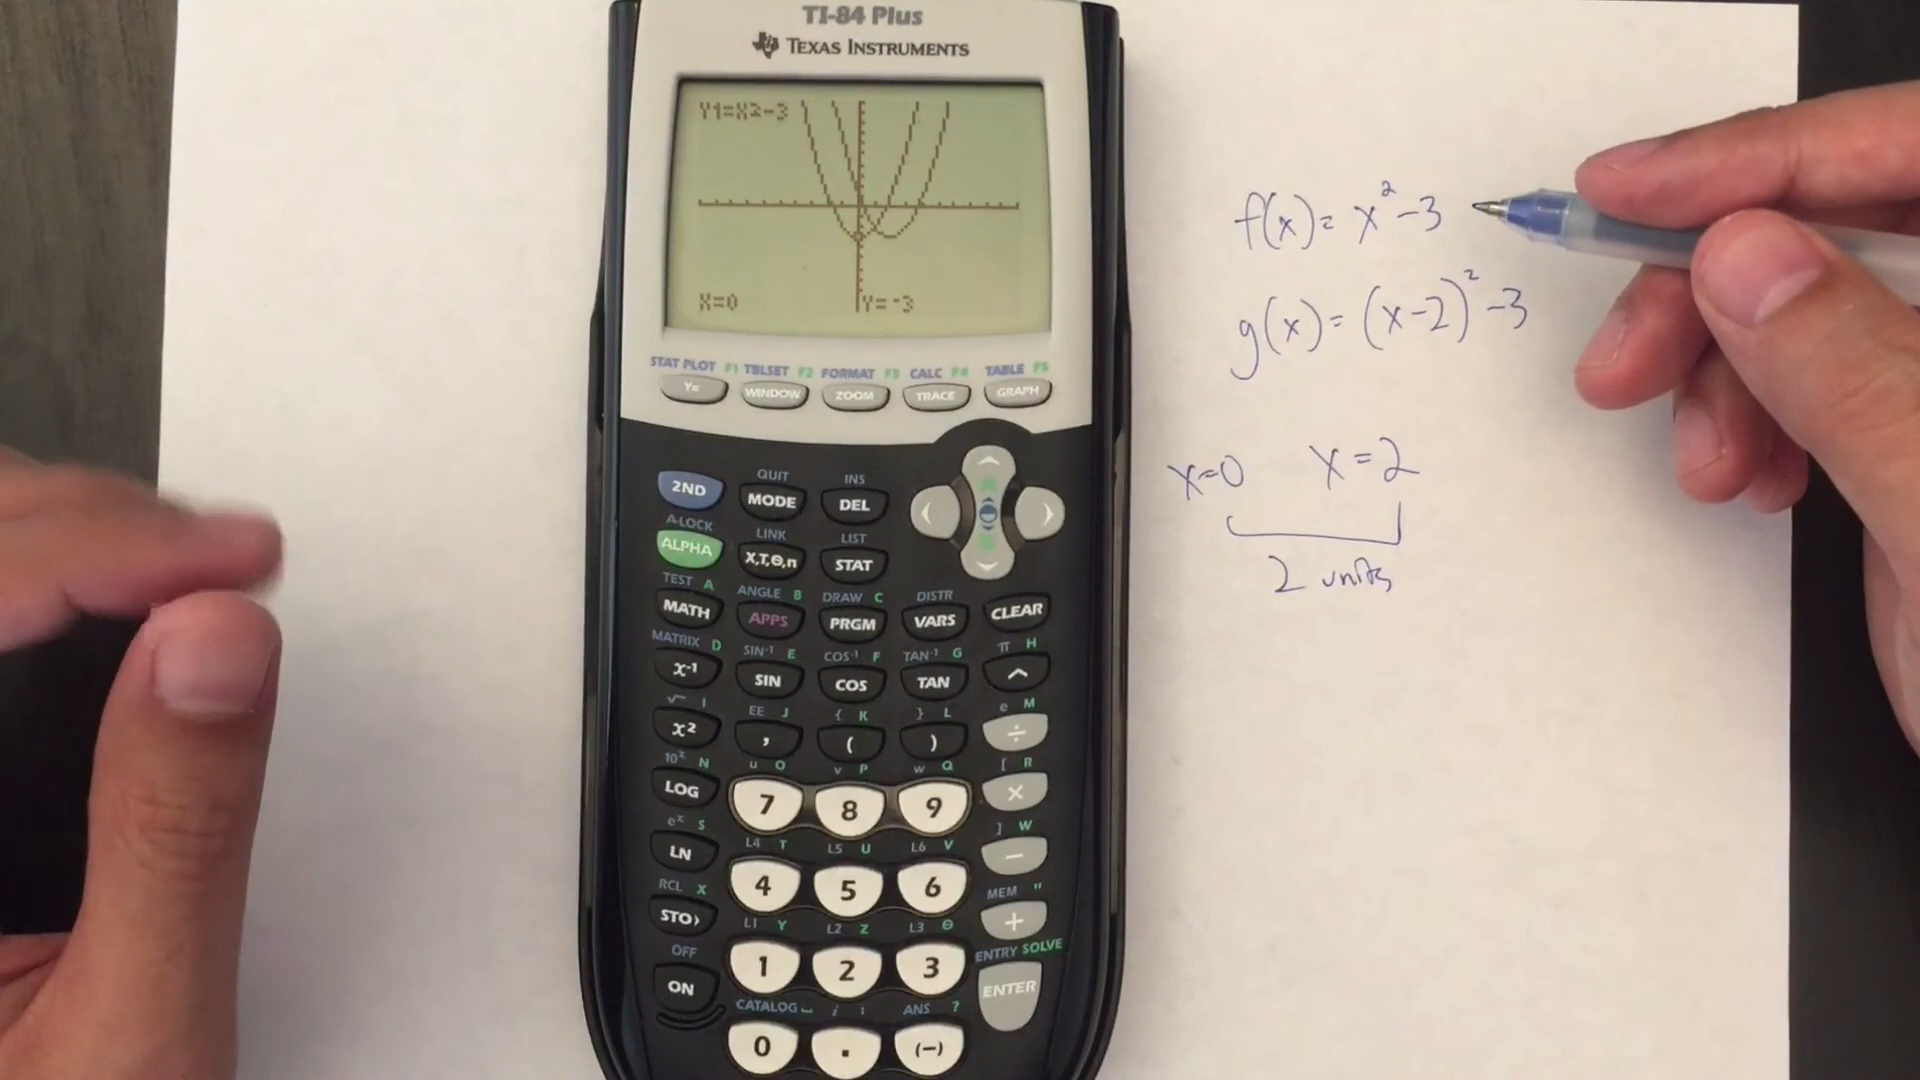 TI-84 Plus
TEXAS INSTRUMENTS
Y1=X2-3
X=0 Y=-3
STAT PLOT F1 TBLSET F2 FORMAT F3 CALC F4 TABLE F5
Y= WINDOW ZOOM TRACE GRAPH
QUIT INS
2ND MODE DEL
A-LOCK LINK LIST
ALPHA X,T,Θ,n STAT
TEST A ANGLE B DRAW C DISTR
MATH APPS PRGM VARS CLEAR
MATRIX D SIN⁻¹ E COS⁻¹ F TAN⁻¹ G π H
x⁻¹ SIN COS TAN ^
√ I EE J { K } L e M
x² , ( ) ÷
10ˣ N u O v P w Q [ R
LOG 7 8 9 ×
eˣ S L4 T L5 U L6 V ] W
LN 4 5 6 −
RCL X L1 Y L2 Z L3 θ MEM "
STO› 1 2 3 +
OFF CATALOG ⎵ i : ANS ? ENTRY SOLVE
ON 0 . (−) ENTER
f(x)= x²-3
g(x)= (x-2)²-3
x=0 x=2
2 units